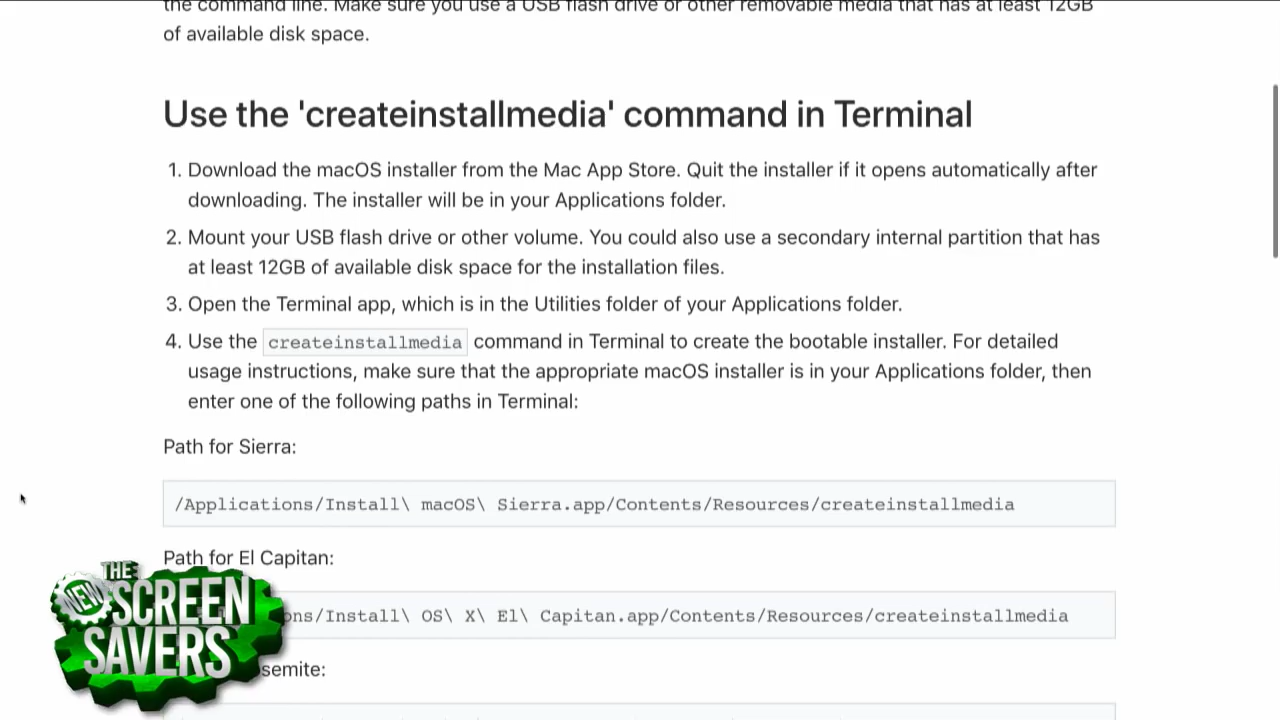 the command line. Make sure you use a USB flash drive or other removable media that has at least 12GB
of available disk space.
Use the 'createinstallmedia' command in Terminal
1. Download the macOS installer from the Mac App Store. Quit the installer if it opens automatically after
downloading. The installer will be in your Applications folder.
2. Mount your USB flash drive or other volume. You could also use a secondary internal partition that has
at least 12GB of available disk space for the installation files.
3. Open the Terminal app, which is in the Utilities folder of your Applications folder.
4. Use the createinstallmedia command in Terminal to create the bootable installer. For detailed
usage instructions, make sure that the appropriate macOS installer is in your Applications folder, then
enter one of the following paths in Terminal:
Path for Sierra:
/Applications/Install\ macOS\ Sierra.app/Contents/Resources/createinstallmedia
Path for El Capitan:
ons/Install\ OS\ X\ El\ Capitan.app/Contents/Resources/createinstallmedia
semite:
THE
NEW SCREEN
SAVERS